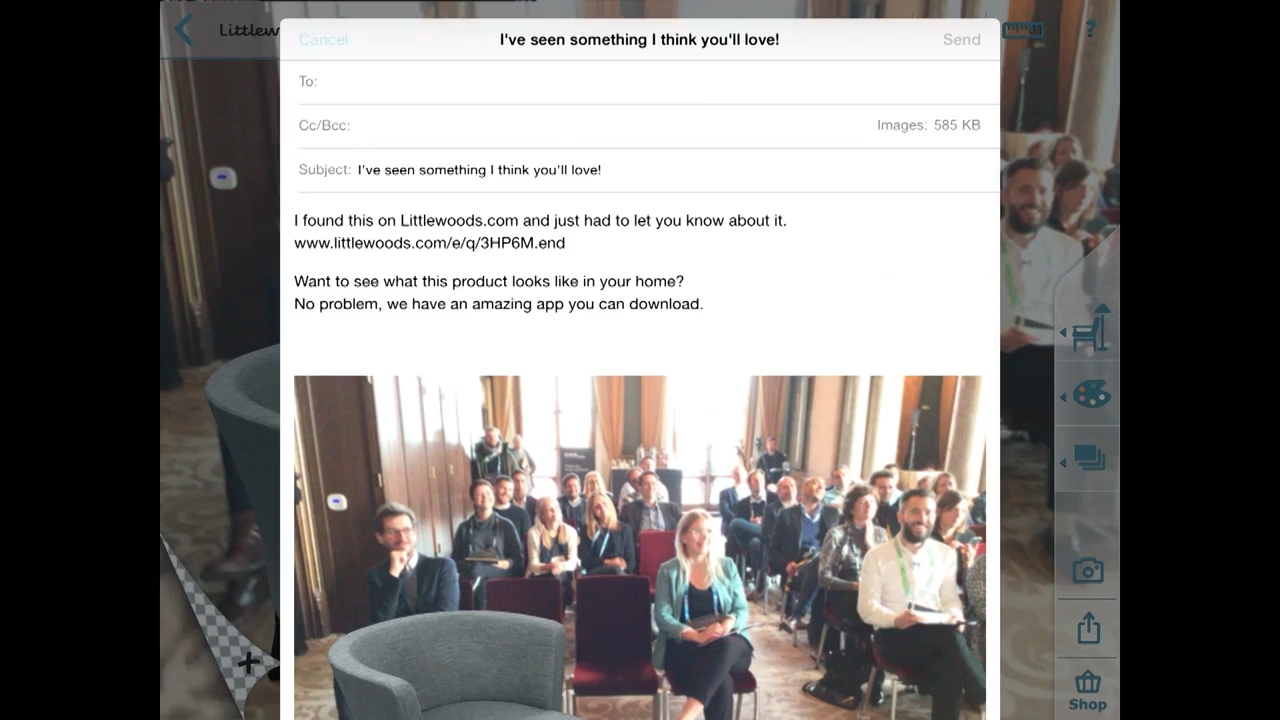 Cancel
I've seen something I think you'll love!
Send
To:
Cc/Bcc:
Images: 585 KB
Subject: I've seen something I think you'll love!
I found this on Littlewoods.com and just had to let you know about it.
www.littlewoods.com/e/q/3HP6M.end
Want to see what this product looks like in your home?
No problem, we have an amazing app you can download.
?
Shop